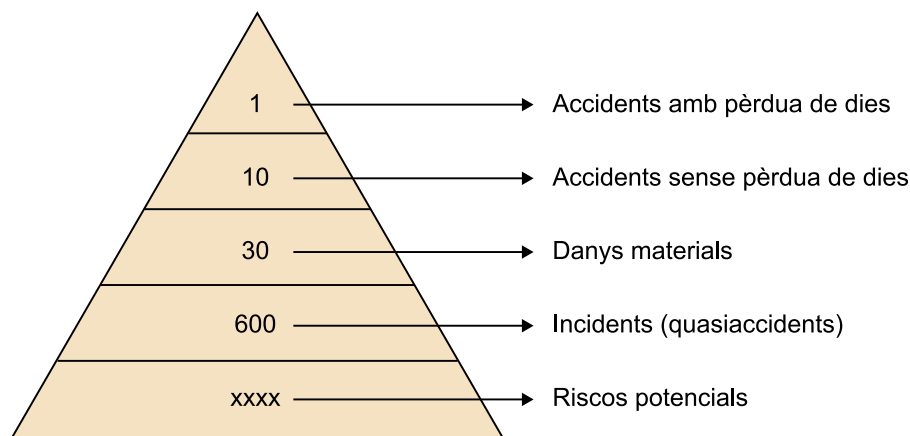 1 Accidents amb pèrdua de dies
10 Accidents sense pèrdua de dies
30 Danys materials
600 Incidents (quasiaccidents)
xxxx Riscos potencials